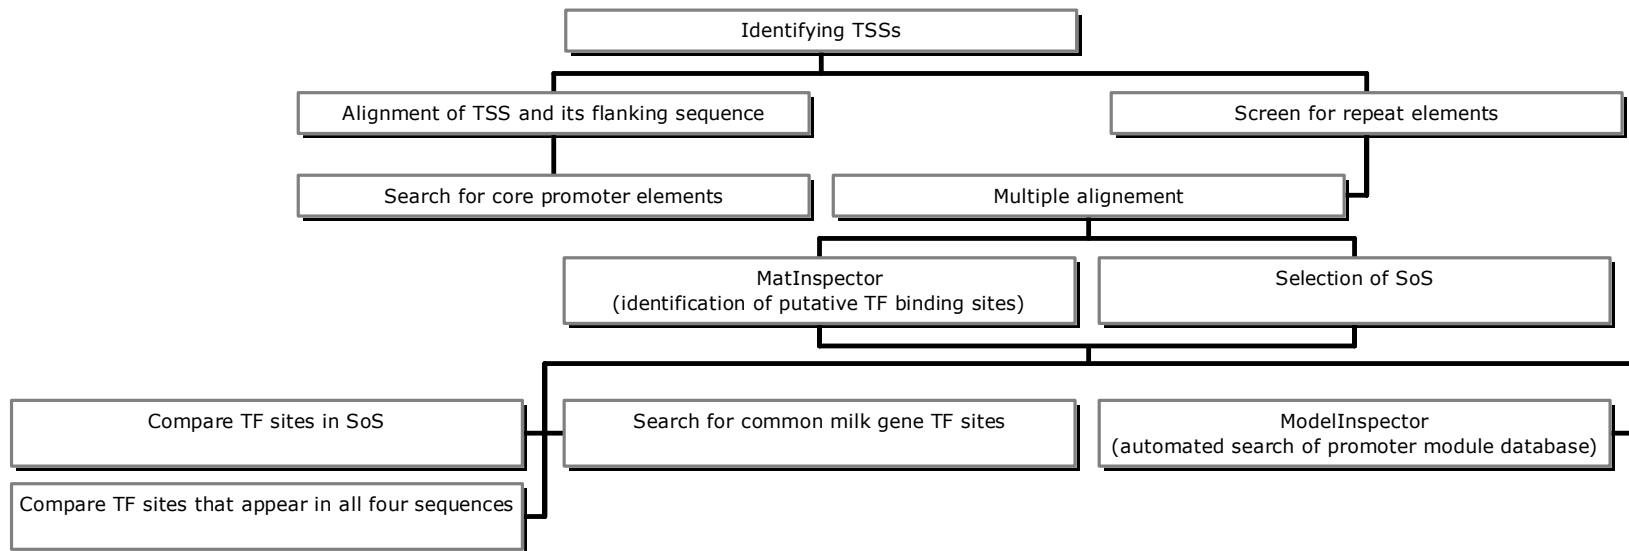 Identifying TSSs
Alignment of TSS and its flanking sequence
Screen for repeat elements
Search for core promoter elements
Multiple alignement
MatInspector
(identification of putative TF binding sites)
Selection of SoS
Compare TF sites in SoS
Search for common milk gene TF sites
ModelInspector
(automated search of promoter module database)
Compare TF sites that appear in all four sequences